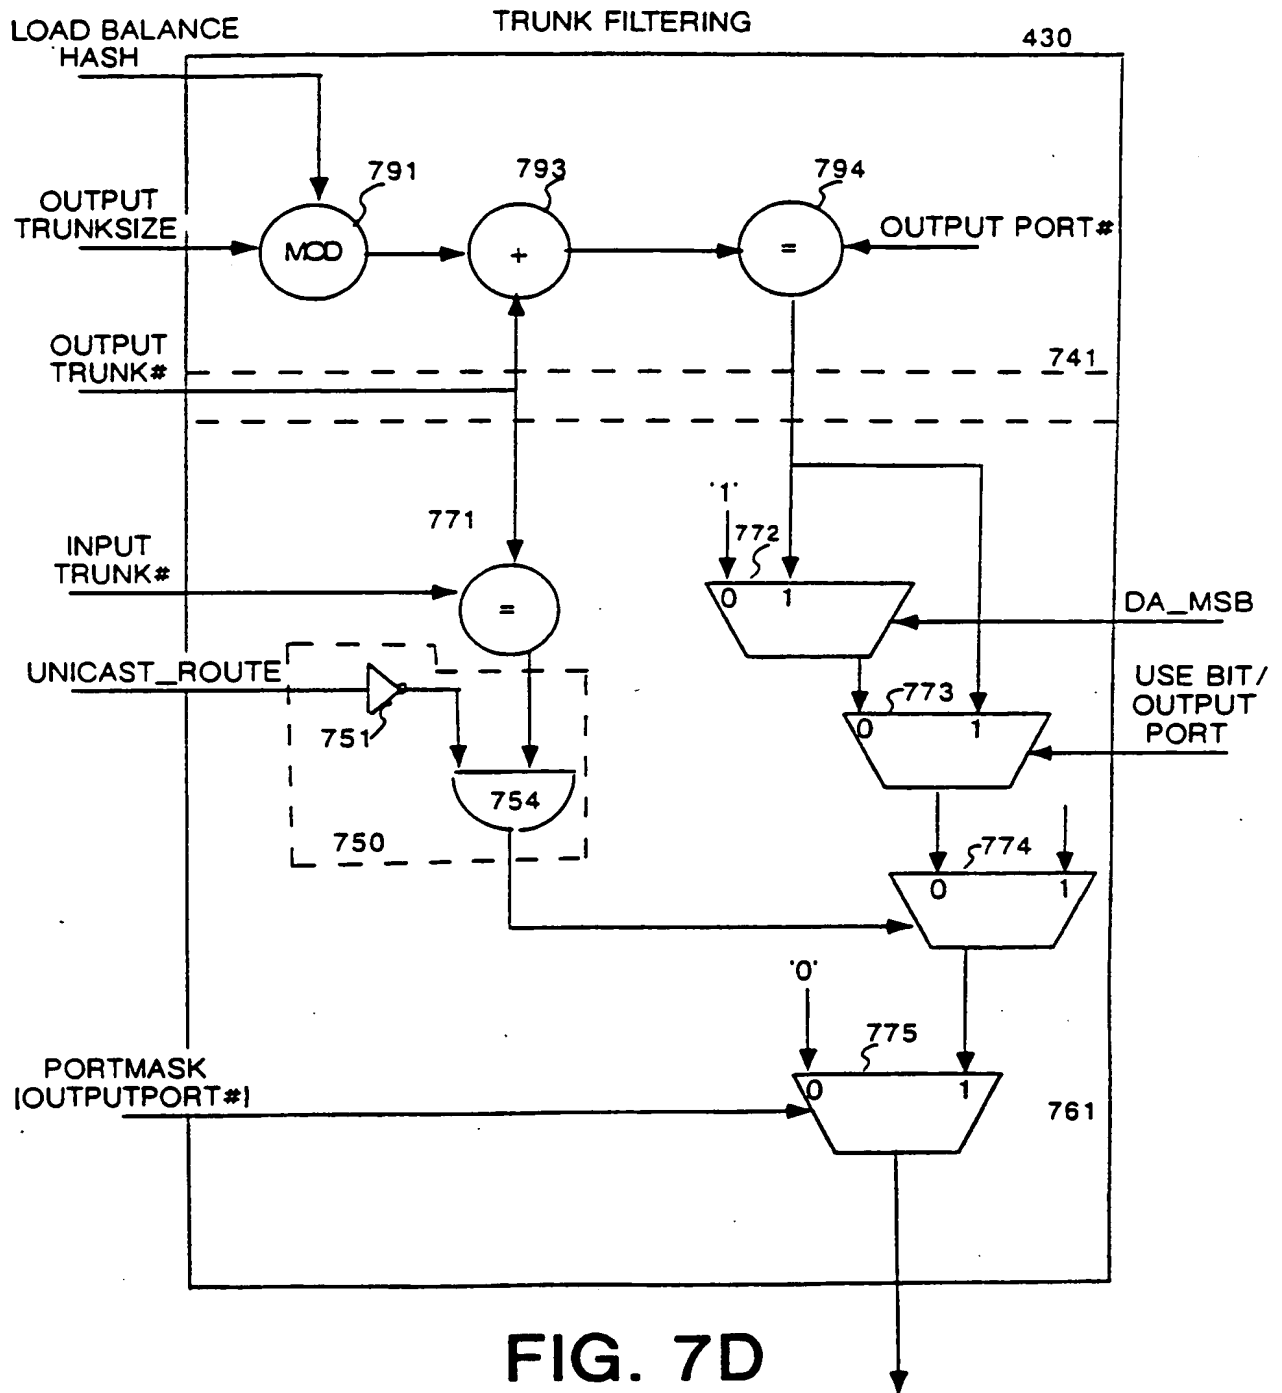 TRUNK FILTERING
LOAD BALANCE
HASH
430
791
793
794
OUTPUT
TRUNKSIZE
MOD
+
=
OUTPUT PORT#
OUTPUT
TRUNK#
741
'1'
771
772
INPUT
TRUNK#
=
0 1
DA_MSB
UNICAST_ROUTE
751
773
0 1
USE BIT/
OUTPUT
PORT
754
750
774
0 1
'0'
775
PORTMASK
|OUTPUTPORT#|
0 1
761
FIG. 7D